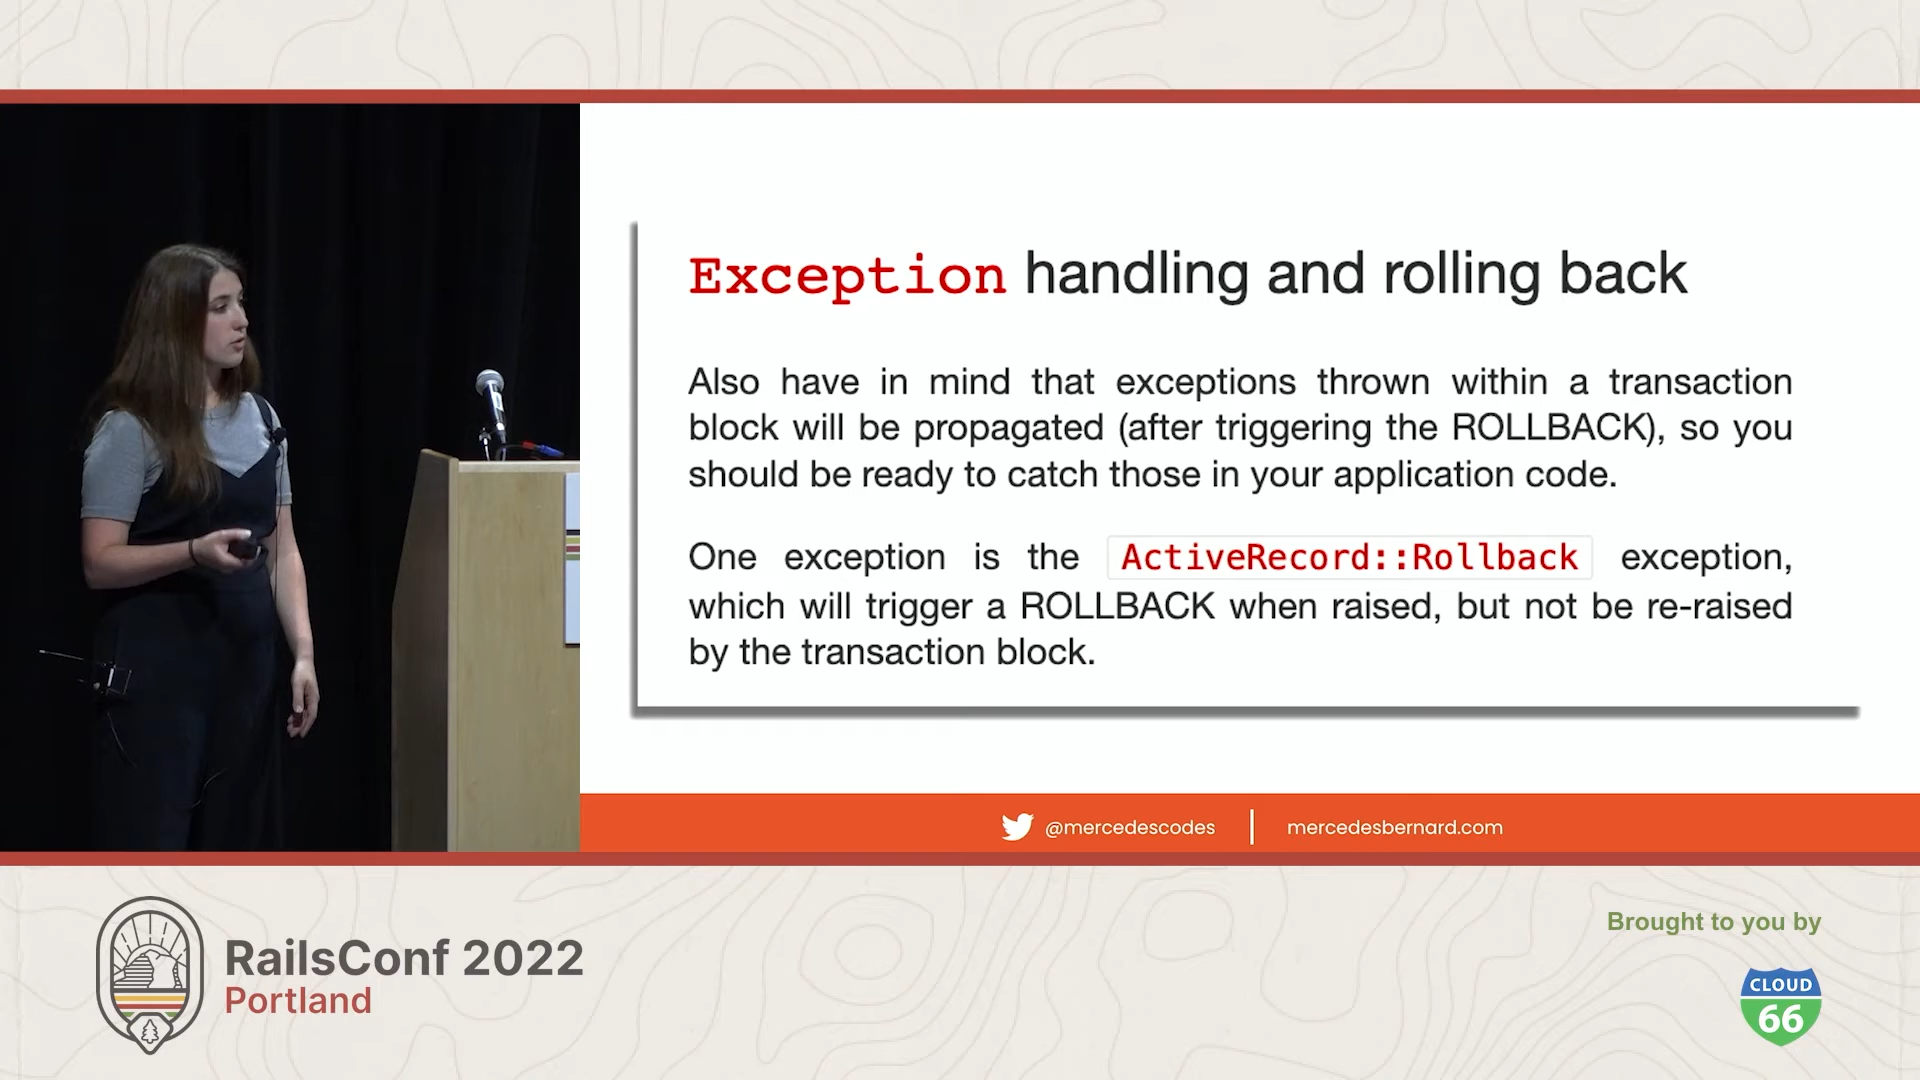 Exception handling and rolling back
Also have in mind that exceptions thrown within a transaction
block will be propagated (after triggering the ROLLBACK), so you
should be ready to catch those in your application code.
One exception is the ActiveRecord::Rollback exception,
which will trigger a ROLLBACK when raised, but not be re-raised
by the transaction block.
@mercedescodes | mercedesbernard.com
RailsConf 2022
Portland
Brought to you by
CLOUD
66